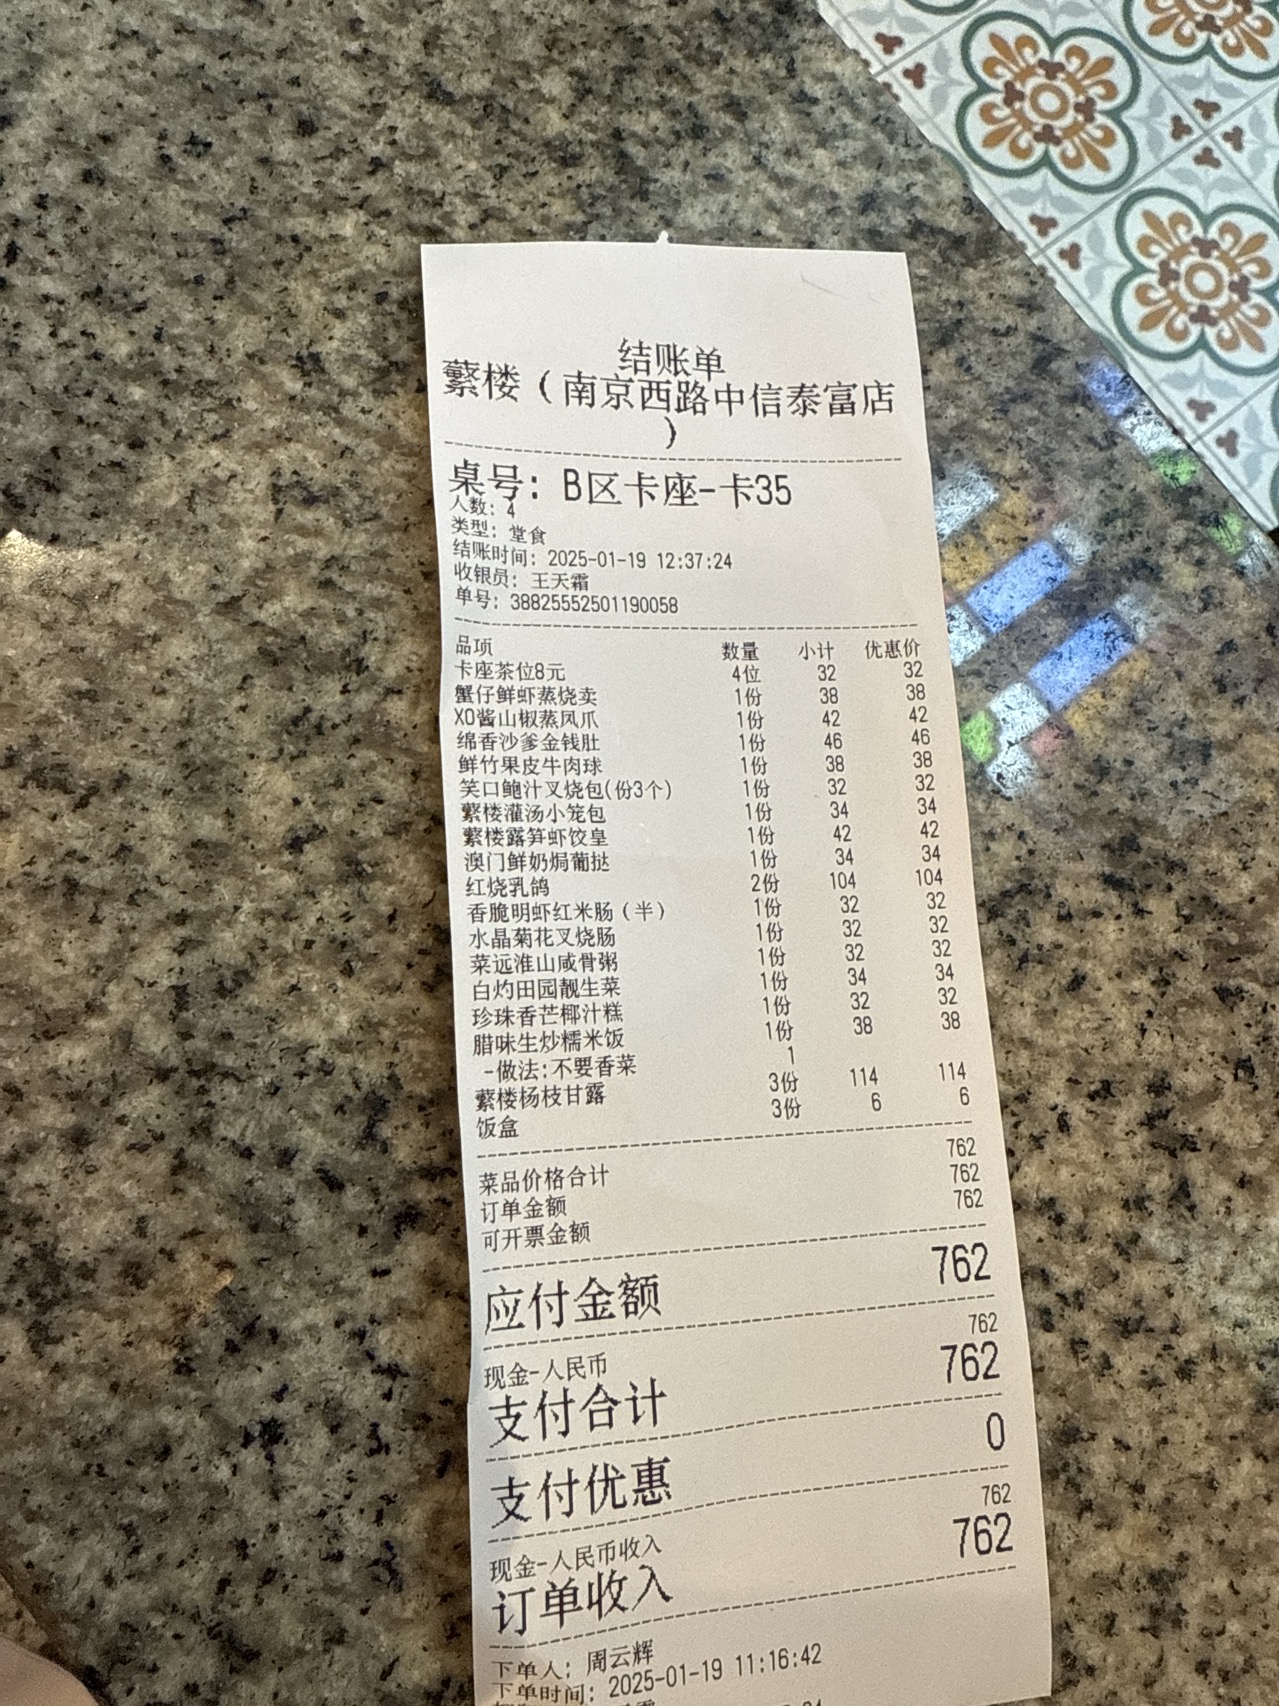 结账单
蘩楼（南京西路中信泰富店
）
桌号：B区卡座-卡35
人数：4
类型：堂食
结账时间：2025-01-19 12:37:24
收银员：王天霜
单号：38825552501190058
品项 数量 小计 优惠价
卡座茶位8元 4位 32 32
蟹仔鲜虾蒸烧卖 1份 38 38
XO酱山椒蒸凤爪 1份 42 42
绵香沙爹金钱肚 1份 46 46
鲜竹果皮牛肉球 1份 38 38
笑口鲍汁叉烧包(份3个) 1份 32 32
蘩楼灌汤小笼包 1份 34 34
蘩楼露笋虾饺皇 1份 42 42
澳门鲜奶焗葡挞 1份 34 34
红烧乳鸽 2份 104 104
香脆明虾红米肠（半） 1份 32 32
水晶菊花叉烧肠 1份 32 32
菜远淮山咸骨粥 1份 32 32
白灼田园靓生菜 1份 34 34
珍珠香芒椰汁糕 1份 32 32
腊味生炒糯米饭 1份 38 38
-做法:不要香菜 1
蘩楼杨枝甘露 3份 114 114
饭盒 3份 6 6
菜品价格合计 762
订单金额 762
可开票金额 762
应付金额 762
现金-人民币 762
支付合计 762
支付优惠 0
现金-人民币收入 762
订单收入 762
下单人：周云辉
下单时间：2025-01-19 11:16:42